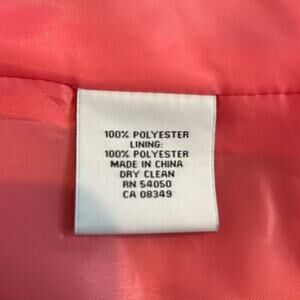 100% POLYESTER
LINING:
100% POLYESTER
MADE IN CHINA
DRY CLEAN
RN 54050
CA 08349